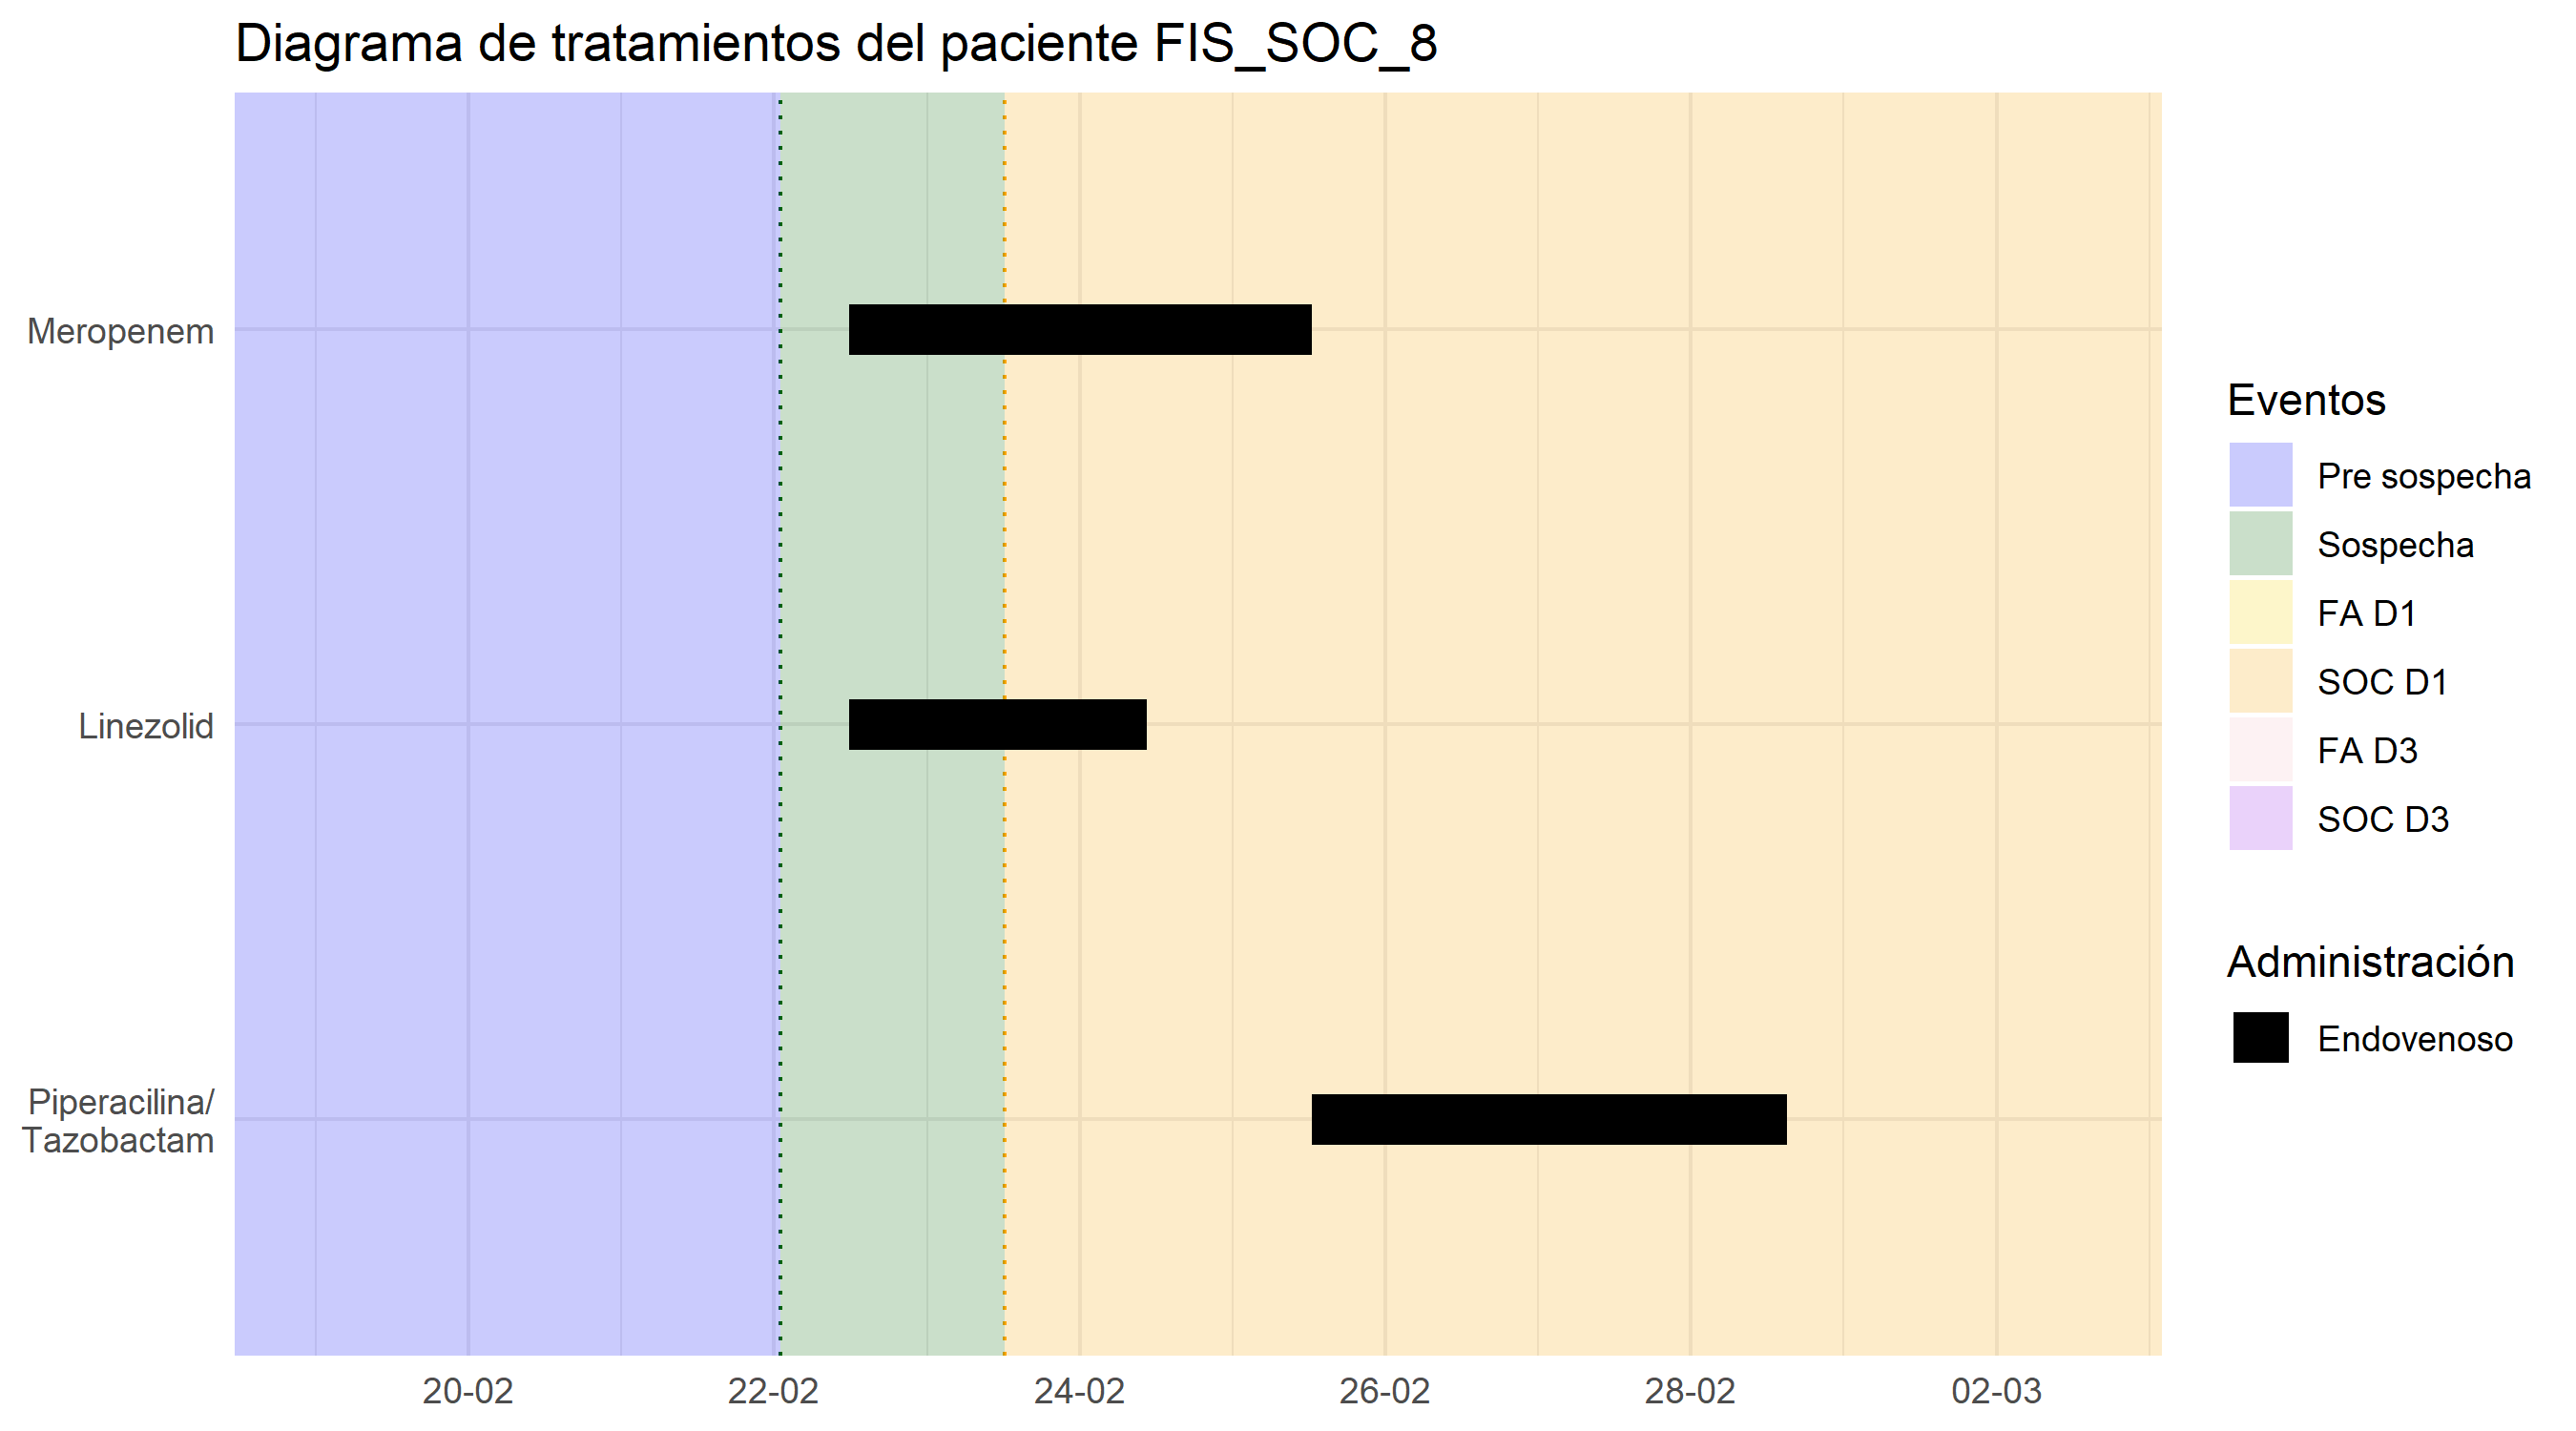 Diagrama de tratamientos del paciente FIS_SOC_8
Meropenem
Linezolid
Piperacilina/
Tazobactam
20-02
22-02
24-02
26-02
28-02
02-03
Eventos
Pre sospecha
Sospecha
FA D1
SOC D1
FA D3
SOC D3
Administración
Endovenoso